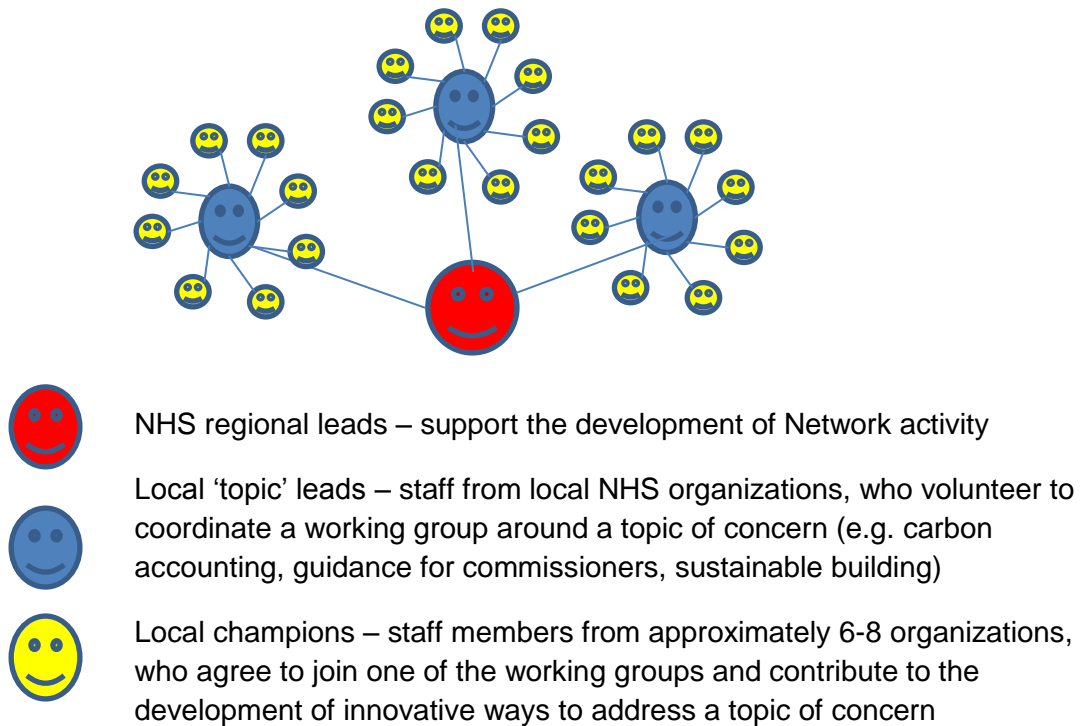 NHS regional leads – support the development of Network activity
Local ‘topic’ leads – staff from local NHS organizations, who volunteer to
coordinate a working group around a topic of concern (e.g. carbon
accounting, guidance for commissioners, sustainable building)
Local champions – staff members from approximately 6-8 organizations,
who agree to join one of the working groups and contribute to the
development of innovative ways to address a topic of concern